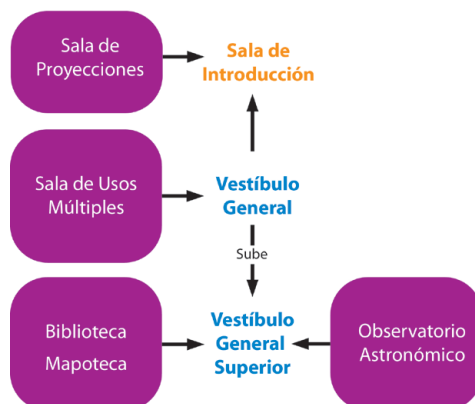 Sala de
Proyecciones
Sala de
Introducción
Sala de Usos
Múltiples
Vestíbulo
General
Sube
Biblioteca
Mapoteca
Vestíbulo
General
Superior
Observatorio
Astronómico